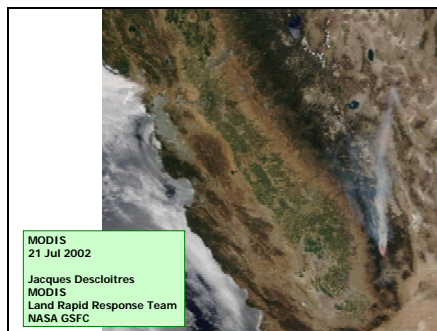 MODIS
21 Jul 2002
Jacques Descloitres
MODIS
Land Rapid Response Team
NASA GSFC